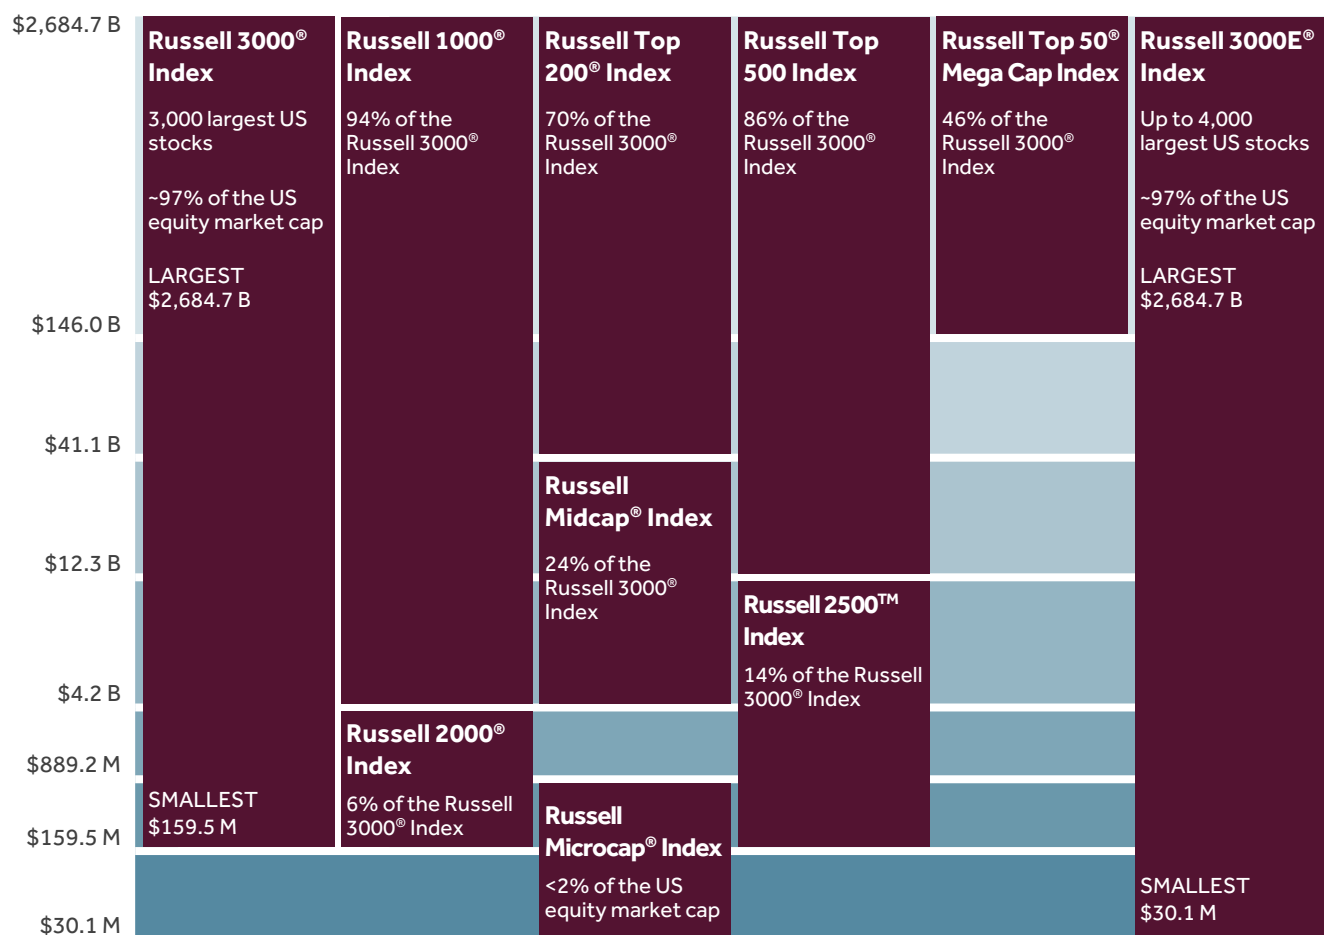 $2,684.7 B
$146.0 B
$41.1 B
$12.3 B
$4.2 B
$889.2 M
$159.5 M
$30.1 M
Russell 3000®
Index
3,000 largest US
stocks
~97% of the US
equity market cap
LARGEST
$2,684.7 B
SMALLEST
$159.5 M
Russell 1000®
Index
94% of the
Russell 3000®
Index
Russell 2000®
Index
6% of the Russell
3000® Index
Russell Top
200® Index
70% of the
Russell 3000®
Index
Russell
Midcap® Index
24% of the
Russell 3000®
Index
Russell
Microcap® Index
<2% of the US
equity market cap
Russell Top
500 Index
86% of the
Russell 3000®
Index
Russell 2500™
Index
14% of the Russell
3000® Index
Russell Top 50®
Mega Cap Index
46% of the
Russell 3000®
Index
Russell 3000E®
Index
Up to 4,000
largest US stocks
~97% of the US
equity market cap
LARGEST
$2,684.7 B
SMALLEST
$30.1 M